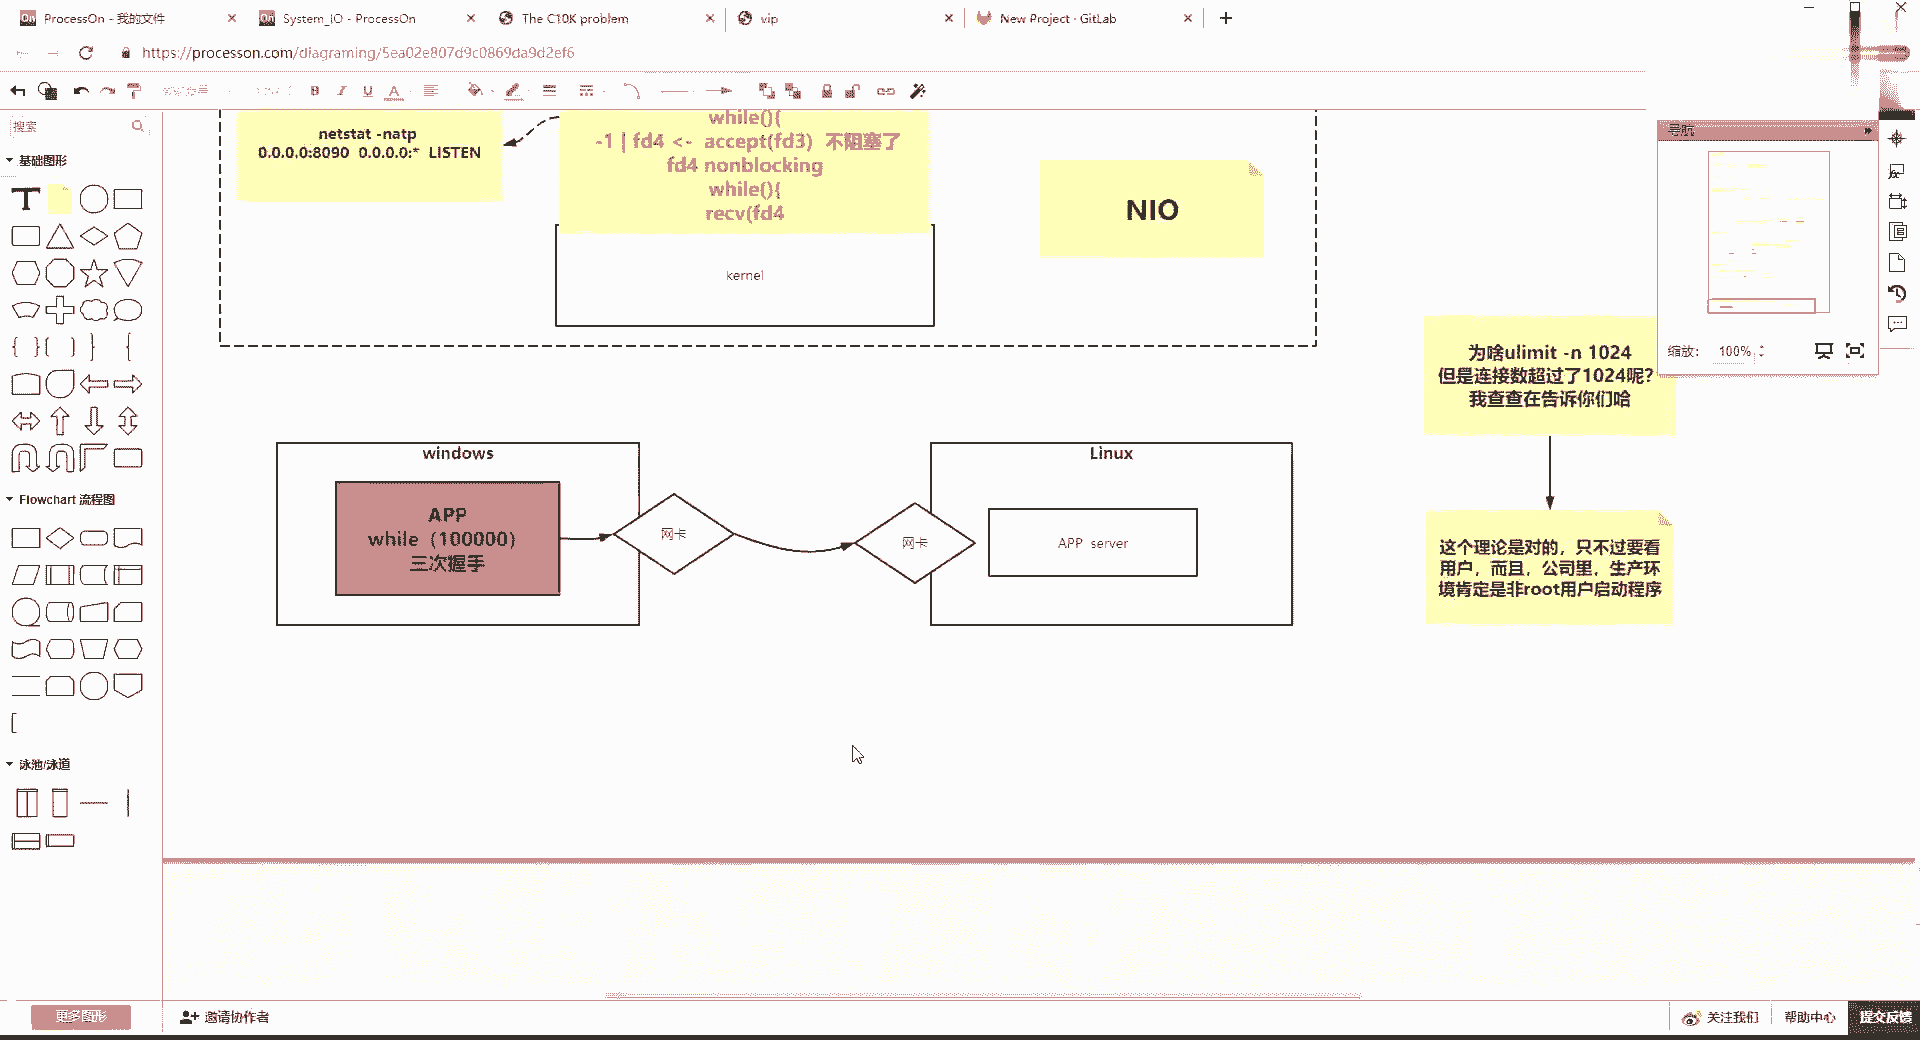 ProcessOn - 我的文件
System_IO - ProcessOn
The C10K problem
vip
New Project · GitLab
https://processon.com/diagraming/5ea02e807d9c0869da9d2ef6
B I U A
搜索
基础图形
T
Flowchart 流程图
泳池/泳道
更多图形
netstat -natp
0.0.0.0:8090 0.0.0.0:* LISTEN
while(){
-1 | fd4 <- accept(fd3) 不阻塞了
fd4 nonblocking
while(){
recv(fd4
kernel
NIO
导航
缩放: 100%
为啥ulimit -n 1024
但是连接数超过了1024呢?
我查查在告诉你们哈
这个理论是对的，只不过要看
用户，而且，公司里，生产环
境肯定是非root用户启动程序
windows
APP
while（100000）
三次握手
网卡
网卡
Linux
APP server
邀请协作者
关注我们
帮助中心
提交反馈